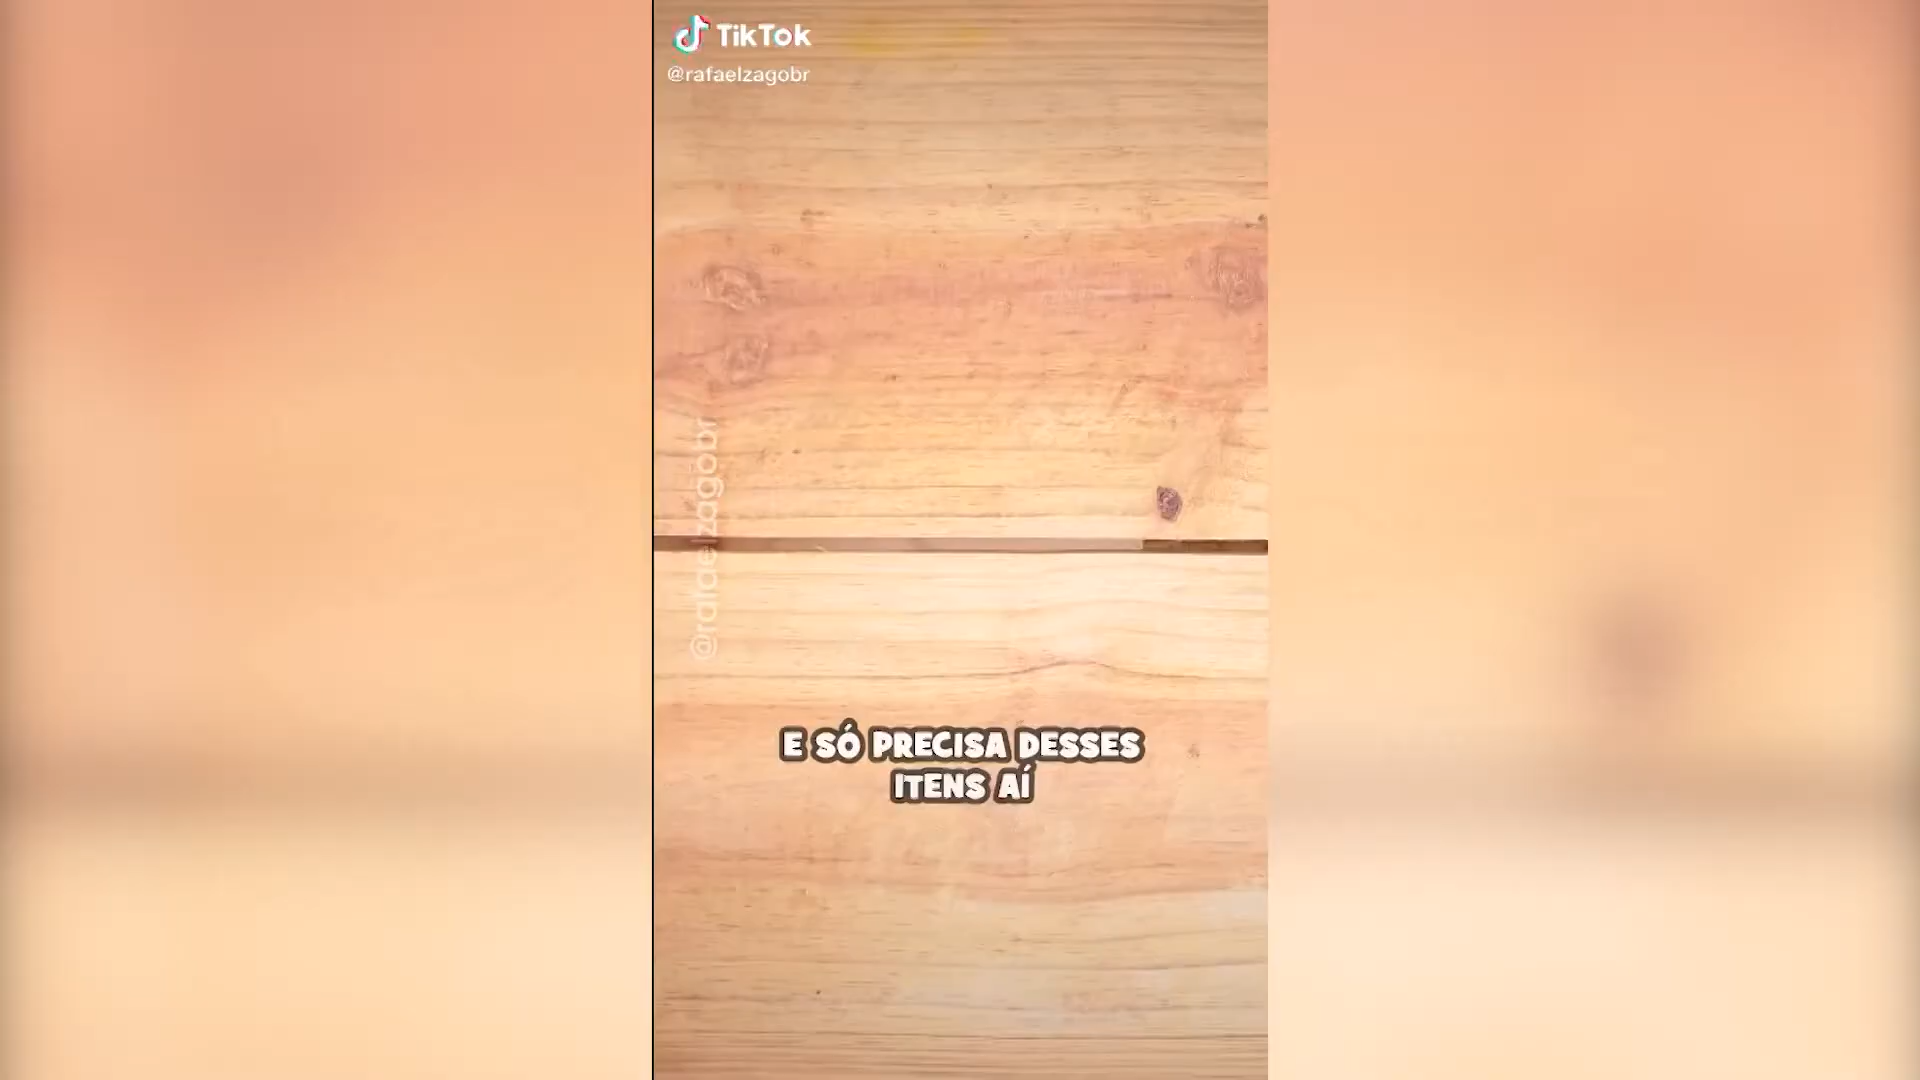 TikTok
@rafaelzagobr
@rafaelzagobr
E SÓ PRECISA DESSES
ITENS AÍ